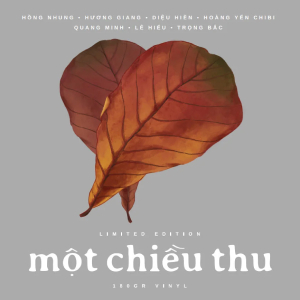 HỒNG NHUNG • HƯƠNG GIANG • DIỆU HIỀN • HOÀNG YẾN CHIBI
QUANG MINH • LÊ HIẾU • TRỌNG BẮC
LIMITED EDITION
một chiều thu
180GR VINYL